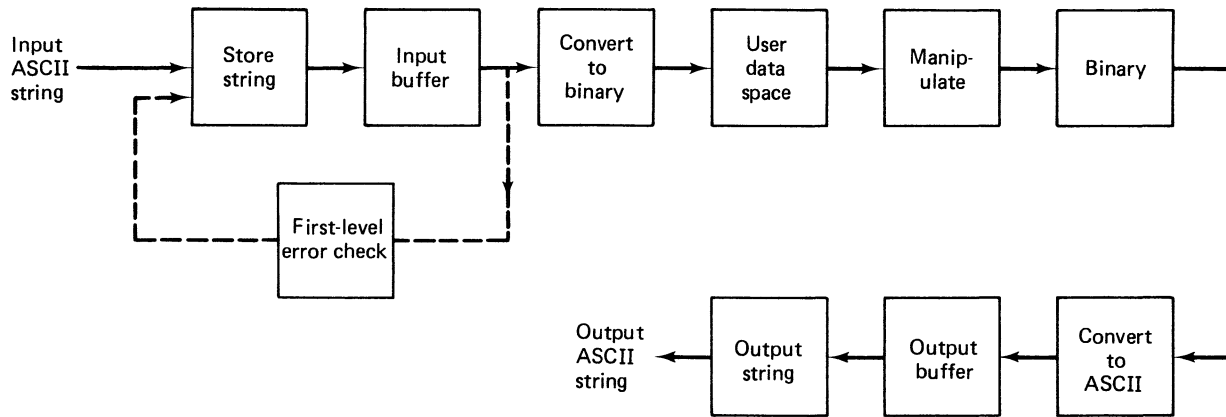 Input
ASCII
string
Store
string
Input
buffer
Convert
to
binary
User
data
space
Manip-
ulate
Binary
First-level
error check
Output
ASCII
string
Output
string
Output
buffer
Convert
to
ASCII